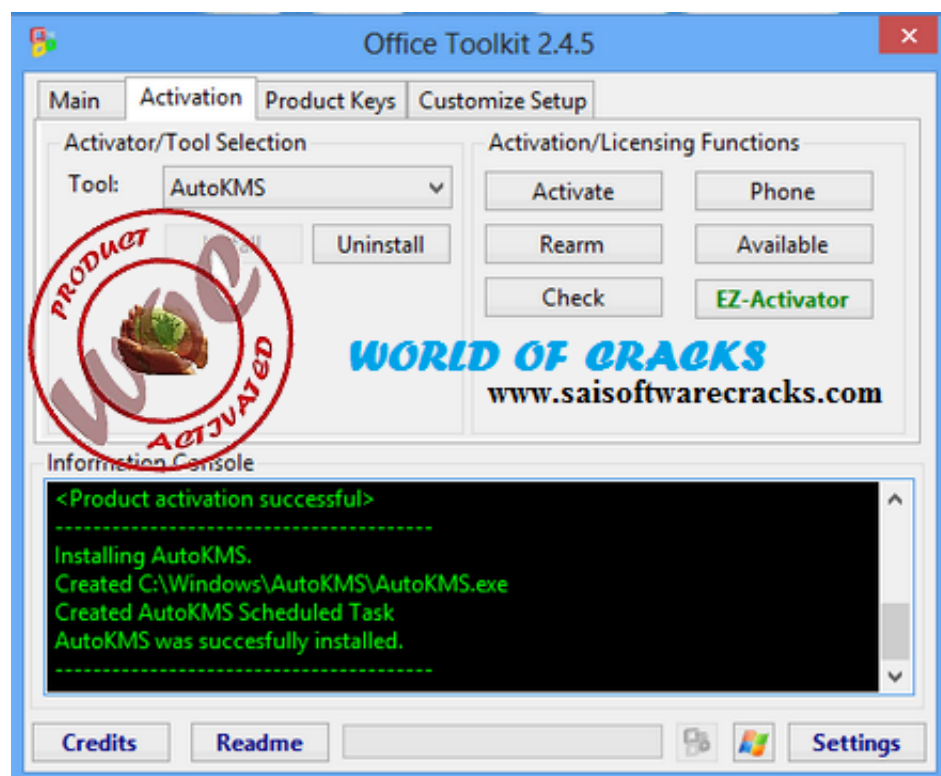 Office Toolkit 2.4.5
Main Activation Product Keys Customize Setup
Activator/Tool Selection
Tool: AutoKMS
Uninstall
Activation/Licensing Functions
Activate Phone
Rearm Available
Check EZ-Activator
PRODUCT
woc
ACTIVATED
WORLD OF CRACKS
www.saisoftwarecracks.com
Information Console
<Product activation successful>
----------------------------------------
Installing AutoKMS.
Created C:\Windows\AutoKMS\AutoKMS.exe
Created AutoKMS Scheduled Task
AutoKMS was succesfully installed.
----------------------------------------
Credits Readme Settings